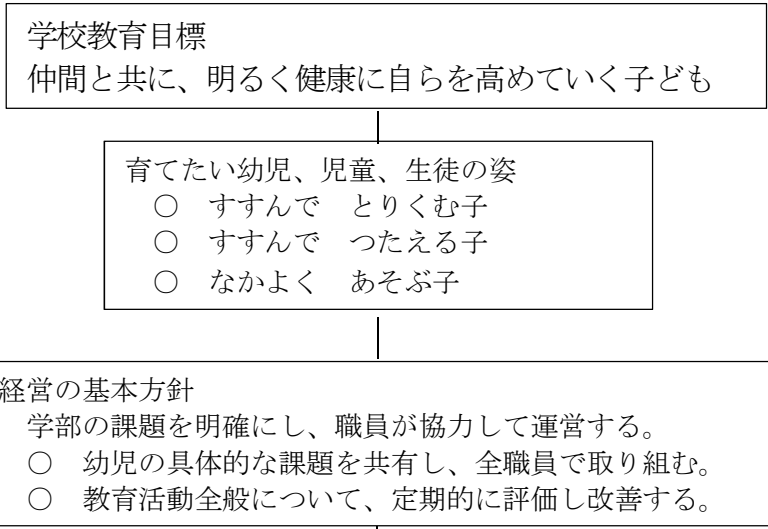 学校教育目標
仲間と共に、明るく健康に自らを高めていく子ども
育てたい幼児、児童、生徒の姿
○　すすんで　とりくむ子
○　すすんで　つたえる子
○　なかよく　あそぶ子
経営の基本方針
学部の課題を明確にし、職員が協力して運営する。
○　幼児の具体的な課題を共有し、全職員で取り組む。
○　教育活動全般について、定期的に評価し改善する。